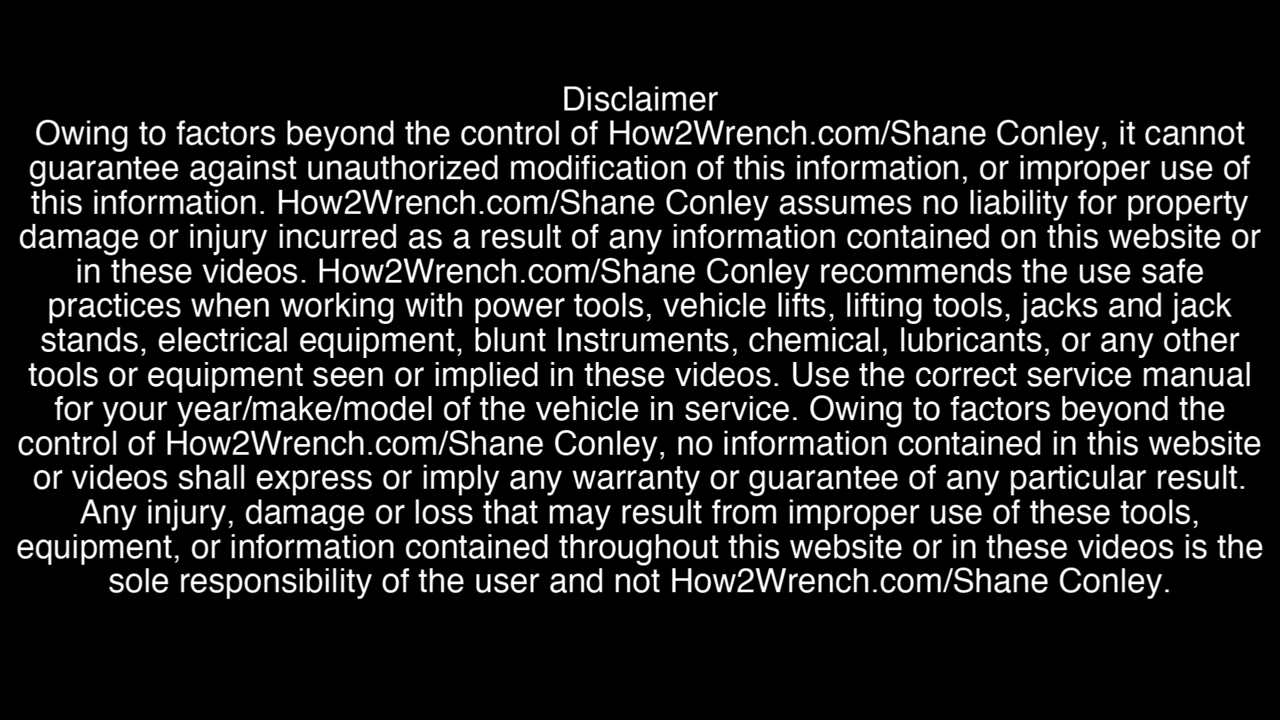 Disclaimer
Owing to factors beyond the control of How2Wrench.com/Shane Conley, it cannot
guarantee against unauthorized modification of this information, or improper use of
this information. How2Wrench.com/Shane Conley assumes no liability for property
damage or injury incurred as a result of any information contained on this website or
in these videos. How2Wrench.com/Shane Conley recommends the use safe
practices when working with power tools, vehicle lifts, lifting tools, jacks and jack
stands, electrical equipment, blunt Instruments, chemical, lubricants, or any other
tools or equipment seen or implied in these videos. Use the correct service manual
for your year/make/model of the vehicle in service. Owing to factors beyond the
control of How2Wrench.com/Shane Conley, no information contained in this website
or videos shall express or imply any warranty or guarantee of any particular result.
Any injury, damage or loss that may result from improper use of these tools,
equipment, or information contained throughout this website or in these videos is the
sole responsibility of the user and not How2Wrench.com/Shane Conley.